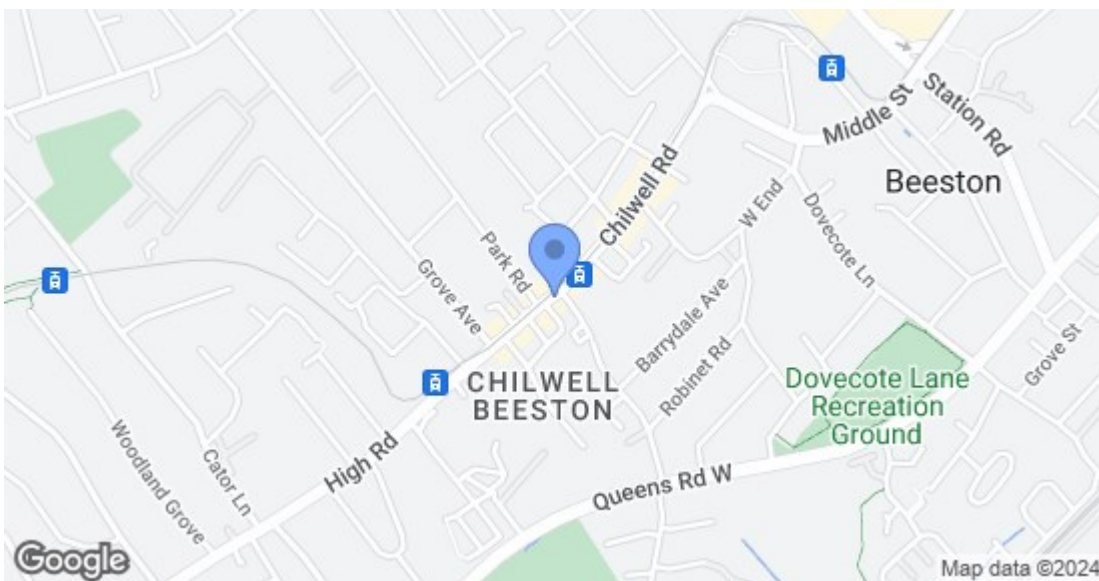 Station Rd
Middle St
Beeston
Chilwell Rd
W End
Dovecote Ln
Park Rd
Grove Ave
Barrydale Ave
Robinet Rd
Grove St
CHILWELL
BEESTON
Dovecote Lane
Recreation
Ground
Woodland Grove
Cator Ln
High Rd
Queens Rd W
Google
Map data ©2024